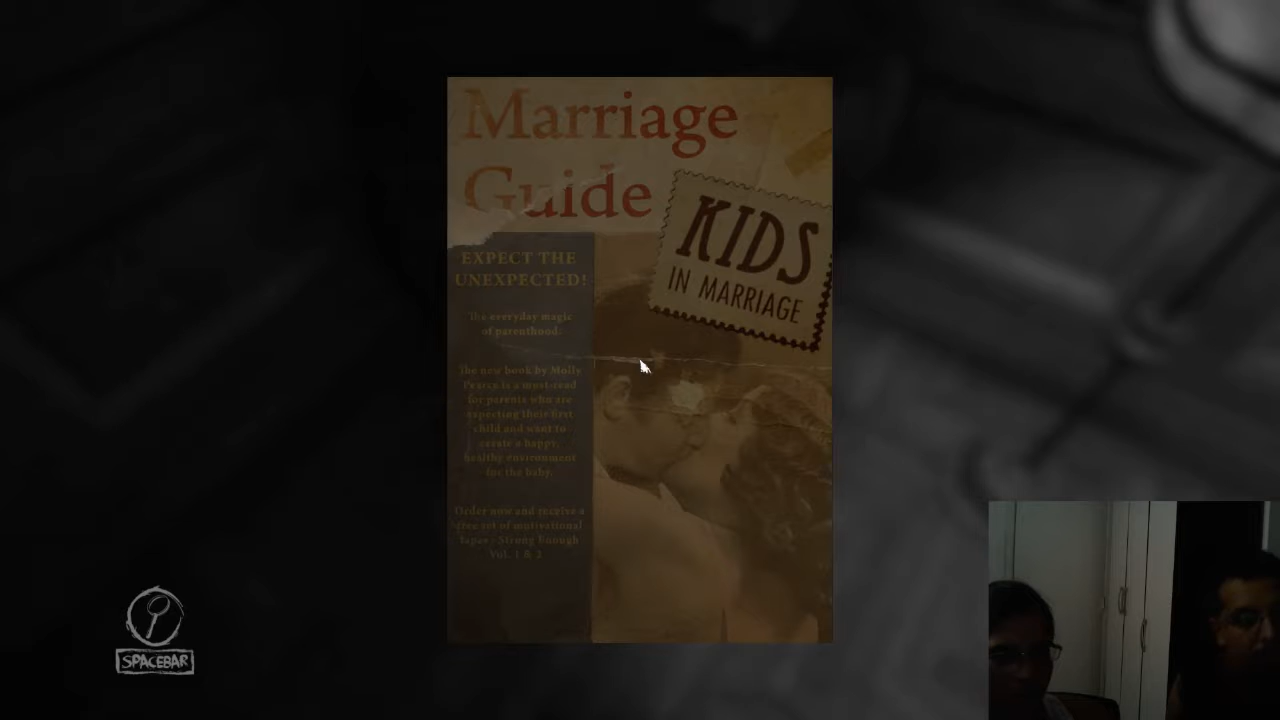 Marriage
Guide
KIDS
IN MARRIAGE
EXPECT THE
UNEXPECTED!
The everyday magic
of parenthood.
The new book by Molly
Pearce is a must-read
for parents who are
expecting their first
child and want to
create a happy,
healthy environment
for the baby.
Order now and receive a
free set of motivational
tapes: Strong Enough
Vol. 1 & 2
SPACEBAR